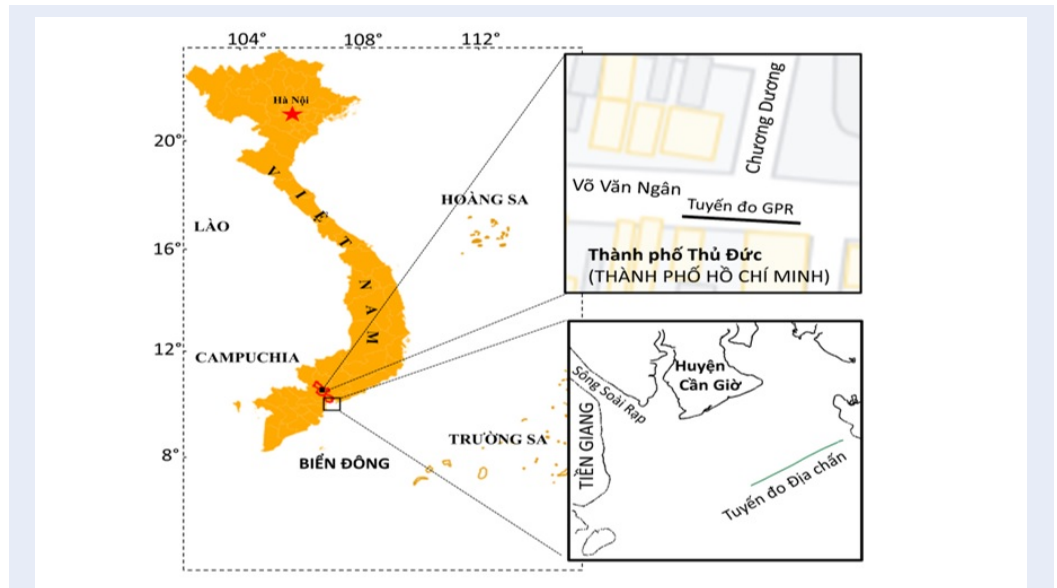 104°
108°
112°
20°
16°
12°
8°
Hà Nội
VIỆT NAM
LÀO
HOÀNG SA
CAMPUCHIA
TRƯỜNG SA
BIỂN ĐÔNG
Chương Dương
Võ Văn Ngân
Tuyến đo GPR
Thành phố Thủ Đức
(THÀNH PHỐ HỒ CHÍ MINH)
Huyện
Cần Giờ
Sông Soài Rạp
TIỀN GIANG
Tuyến đo Địa chấn